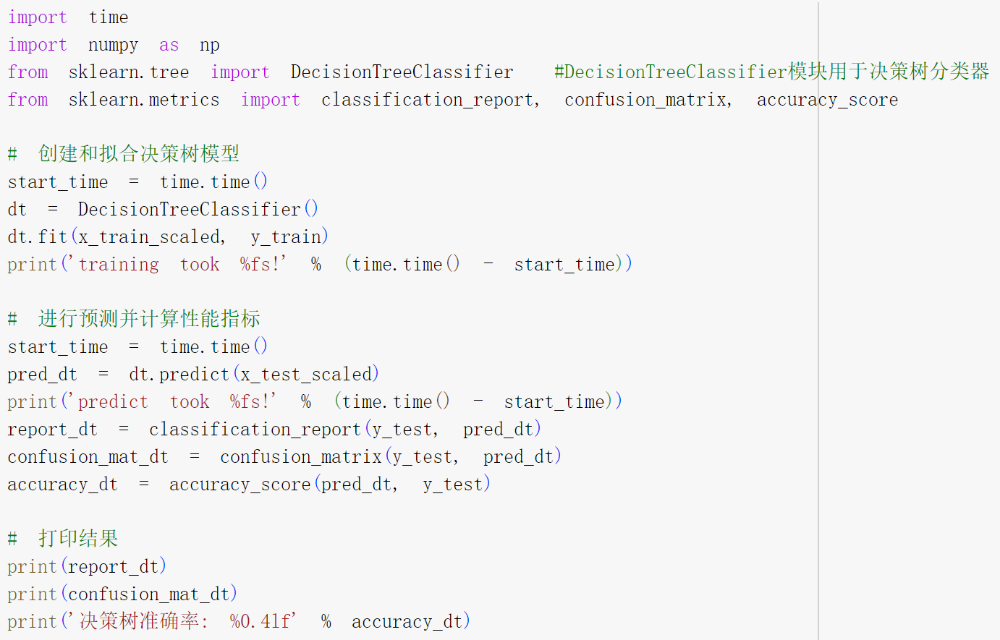 import time
import numpy as np
from sklearn.tree import DecisionTreeClassifier #DecisionTreeClassifier模块用于决策树分类器
from sklearn.metrics import classification_report, confusion_matrix, accuracy_score
# 创建和拟合决策树模型
start_time = time.time()
dt = DecisionTreeClassifier()
dt.fit(x_train_scaled, y_train)
print('training took %fs!' % (time.time() - start_time))
# 进行预测并计算性能指标
start_time = time.time()
pred_dt = dt.predict(x_test_scaled)
print('predict took %fs!' % (time.time() - start_time))
report_dt = classification_report(y_test, pred_dt)
confusion_mat_dt = confusion_matrix(y_test, pred_dt)
accuracy_dt = accuracy_score(pred_dt, y_test)
# 打印结果
print(report_dt)
print(confusion_mat_dt)
print('决策树准确率: %0.4lf' % accuracy_dt)